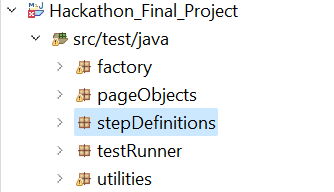 Hackathon_Final_Project
src/test/java
factory
pageObjects
stepDefinitions
testRunner
utilities